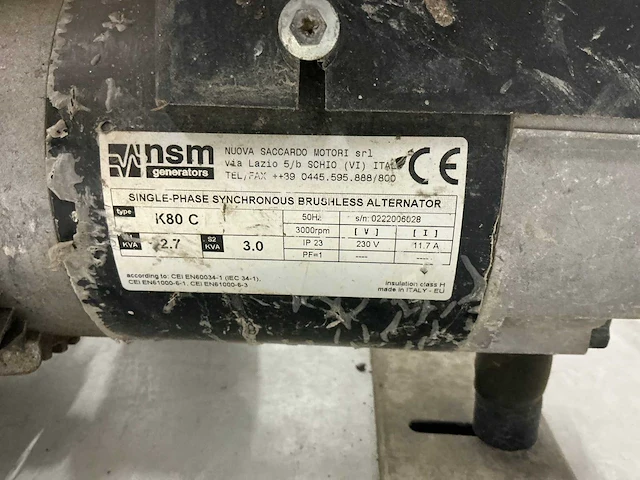 nsm
generators
NUOVA SACCARDO MOTORI srl
via Lazio 5/b SCHIO (VI)
TEL/FAX ++39 0445.595.888/800
CE
SINGLE-PHASE SYNCHRONOUS BRUSHLESS ALTERNATOR
type K80 C 50Hz s/n: 0222006028
3000rpm [ V ] [ I ]
KVA 2.7 S2 KVA 3.0 IP 23 230 V 11.7 A
PF=1 ---- ----
according to: CEI EN60034-1 (IEC 34-1).
CEI EN61000-6-1, CEI EN61000-6-3
insulation class H
made in ITALY - EU